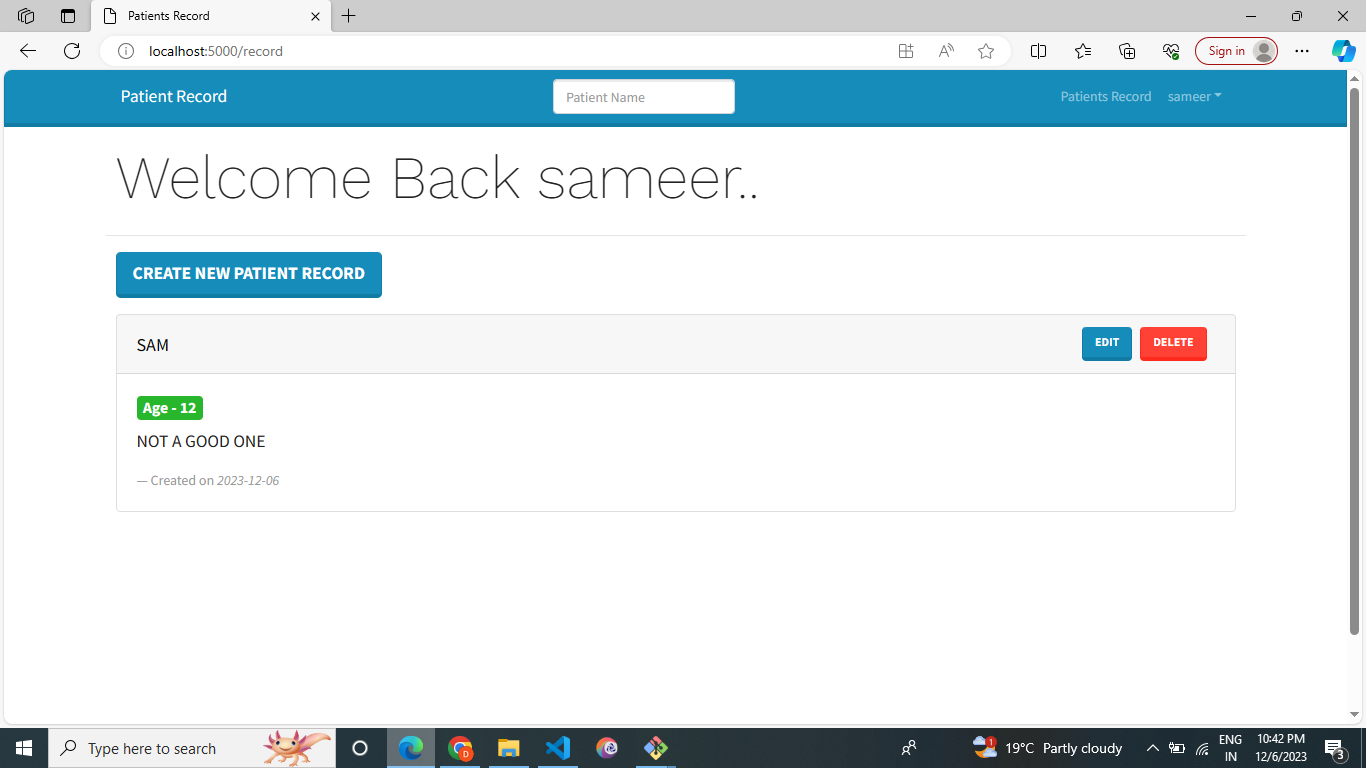 Patients Record
localhost:5000/record
Sign in
Patient Record
Patient Name
Patients Record
sameer
Welcome Back sameer..
CREATE NEW PATIENT RECORD
SAM
EDIT
DELETE
Age - 12
NOT A GOOD ONE
— Created on 2023-12-06
Type here to search
D
1
19°C Partly cloudy
ENG
IN
10:42 PM
12/6/2023
3